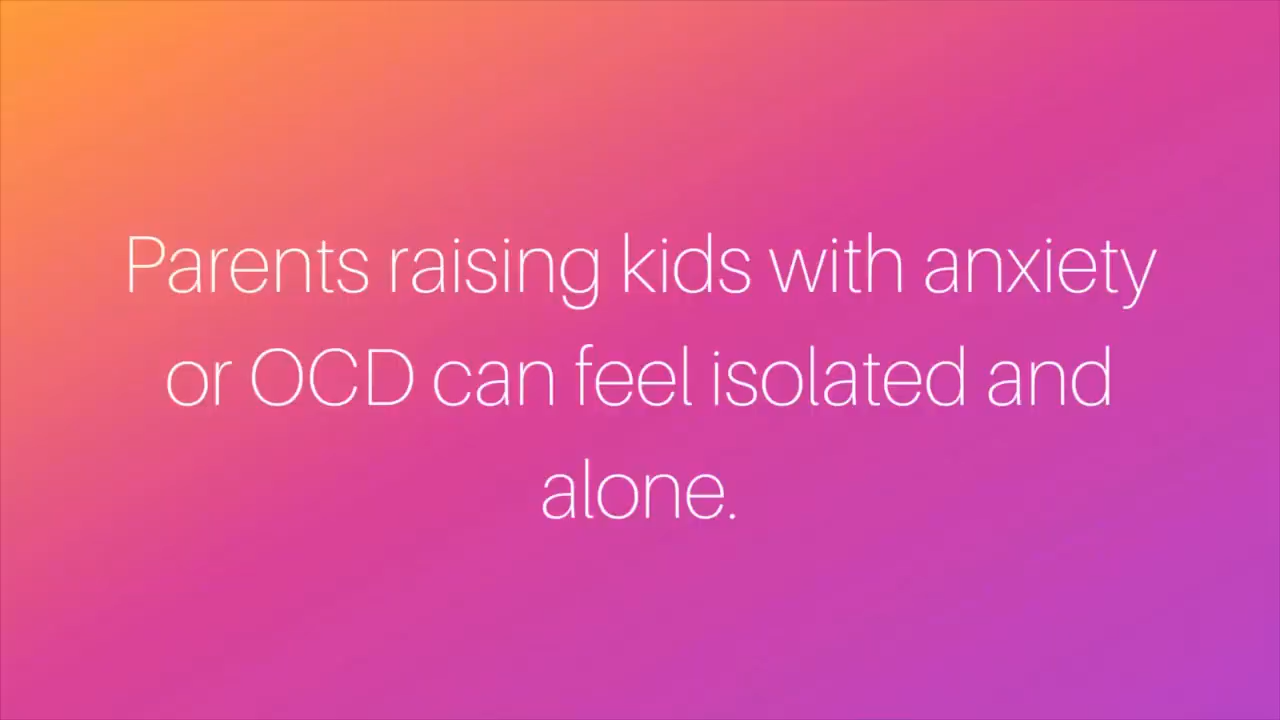 Parents raising kids with anxiety
or OCD can feel isolated and
alone.